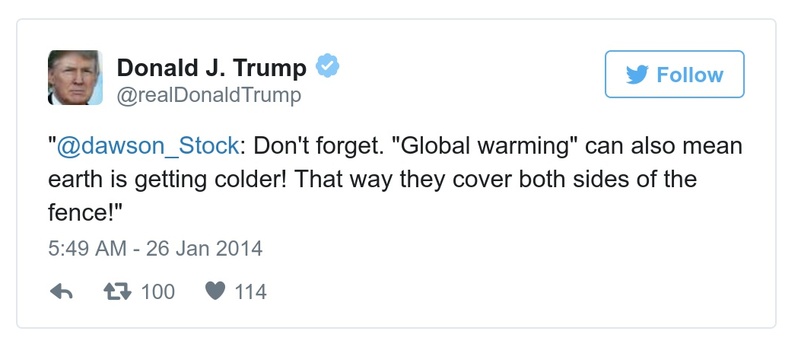 Donald J. Trump
@realDonaldTrump
Follow
"@dawson_Stock: Don't forget. "Global warming" can also mean
earth is getting colder! That way they cover both sides of the
fence!"
5:49 AM - 26 Jan 2014
100 114